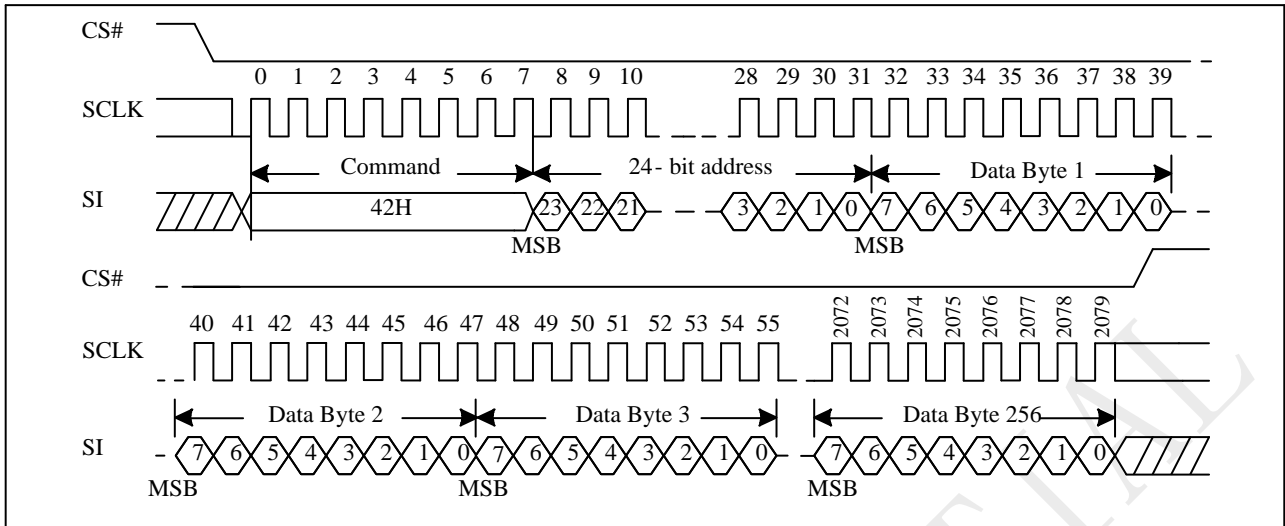 CS#
0 1 2 3 4 5 6 7 8 9 10 28 29 30 31 32 33 34 35 36 37 38 39
SCLK
Command 24- bit address Data Byte 1
SI 42H 23 22 21 3 2 1 0 7 6 5 4 3 2 1 0
MSB MSB
CS#
40 41 42 43 44 45 46 47 48 49 50 51 52 53 54 55 2072 2073 2074 2075 2076 2077 2078 2079
SCLK
Data Byte 2 Data Byte 3 Data Byte 256
SI 7 6 5 4 3 2 1 0 7 6 5 4 3 2 1 0 7 6 5 4 3 2 1 0
MSB MSB MSB